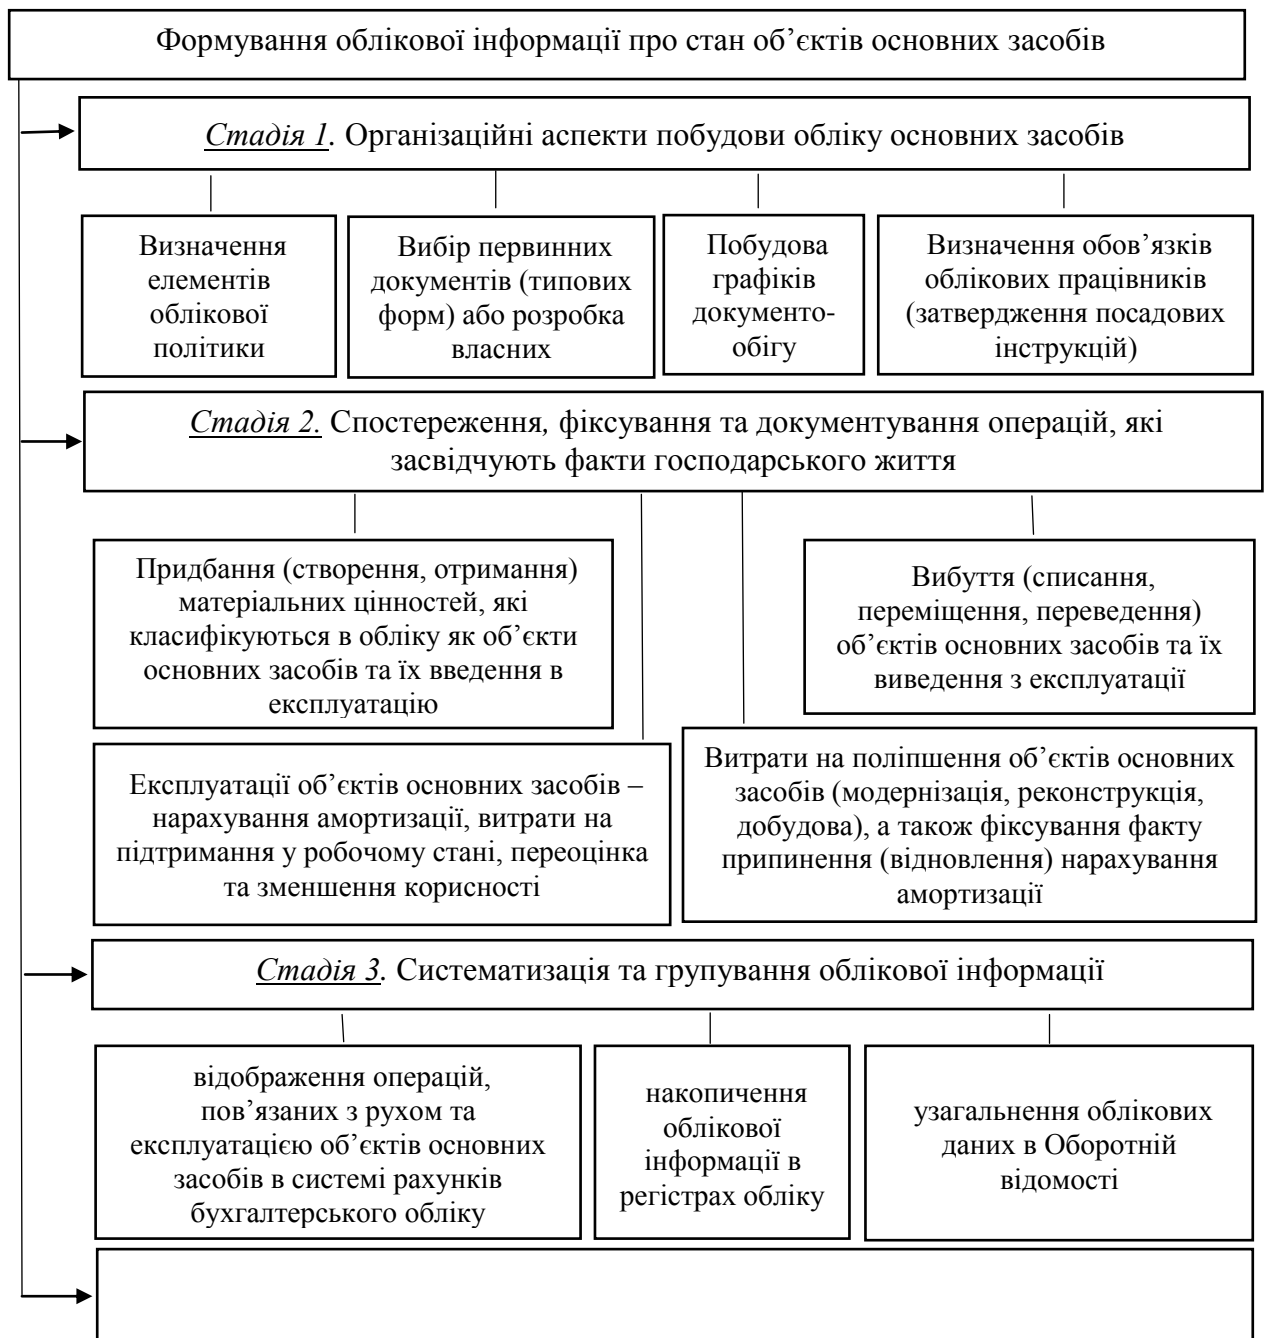 Формування облікової інформації про стан об’єктів основних засобів
Стадія 1. Організаційні аспекти побудови обліку основних засобів
Визначення
елементів
облікової
політики
Вибір первинних
документів (типових
форм) або розробка
власних
Побудова
графіків
документо-
обігу
Визначення обов’язків
облікових працівників
(затвердження посадових
інструкцій)
Стадія 2. Спостереження, фіксування та документування операцій, які
засвідчують факти господарського життя
Придбання (створення, отримання)
матеріальних цінностей, які
класифікуються в обліку як об’єкти
основних засобів та їх введення в
експлуатацію
Вибуття (списання,
переміщення, переведення)
об’єктів основних засобів та їх
виведення з експлуатації
Експлуатації об’єктів основних засобів –
нарахування амортизації, витрати на
підтримання у робочому стані, переоцінка
та зменшення корисності
Витрати на поліпшення об’єктів основних
засобів (модернізація, реконструкція,
добудова), а також фіксування факту
припинення (відновлення) нарахування
амортизації
Стадія 3. Систематизація та групування облікової інформації
відображення операцій,
пов’язаних з рухом та
експлуатацією об’єктів основних
засобів в системі рахунків
бухгалтерського обліку
накопичення
облікової
інформації в
регістрах обліку
узагальнення облікових
даних в Оборотній
відомості